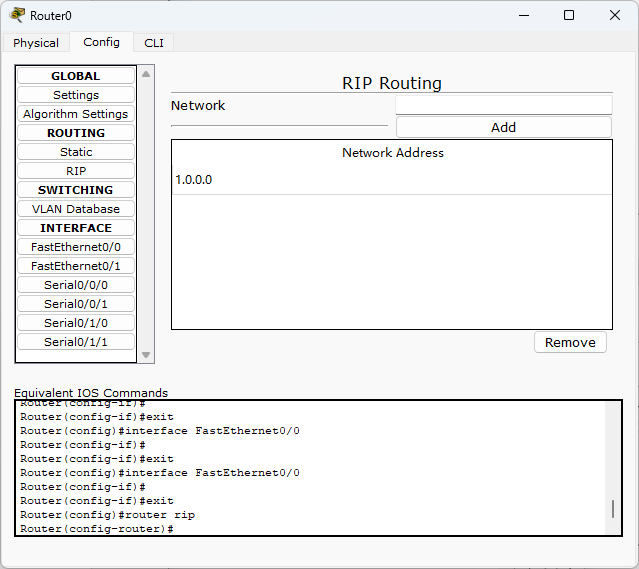 Router0
Physical
Config
CLI
GLOBAL
Settings
Algorithm Settings
ROUTING
Static
RIP
SWITCHING
VLAN Database
INTERFACE
FastEthernet0/0
FastEthernet0/1
Serial0/0/0
Serial0/0/1
Serial0/1/0
Serial0/1/1
RIP Routing
Network
Add
Network Address
1.0.0.0
Remove
Equivalent IOS Commands
Router(config-if)#
Router(config-if)#exit
Router(config)#interface FastEthernet0/0
Router(config-if)#
Router(config-if)#exit
Router(config)#interface FastEthernet0/0
Router(config-if)#
Router(config-if)#exit
Router(config)#router rip
Router(config-router)#